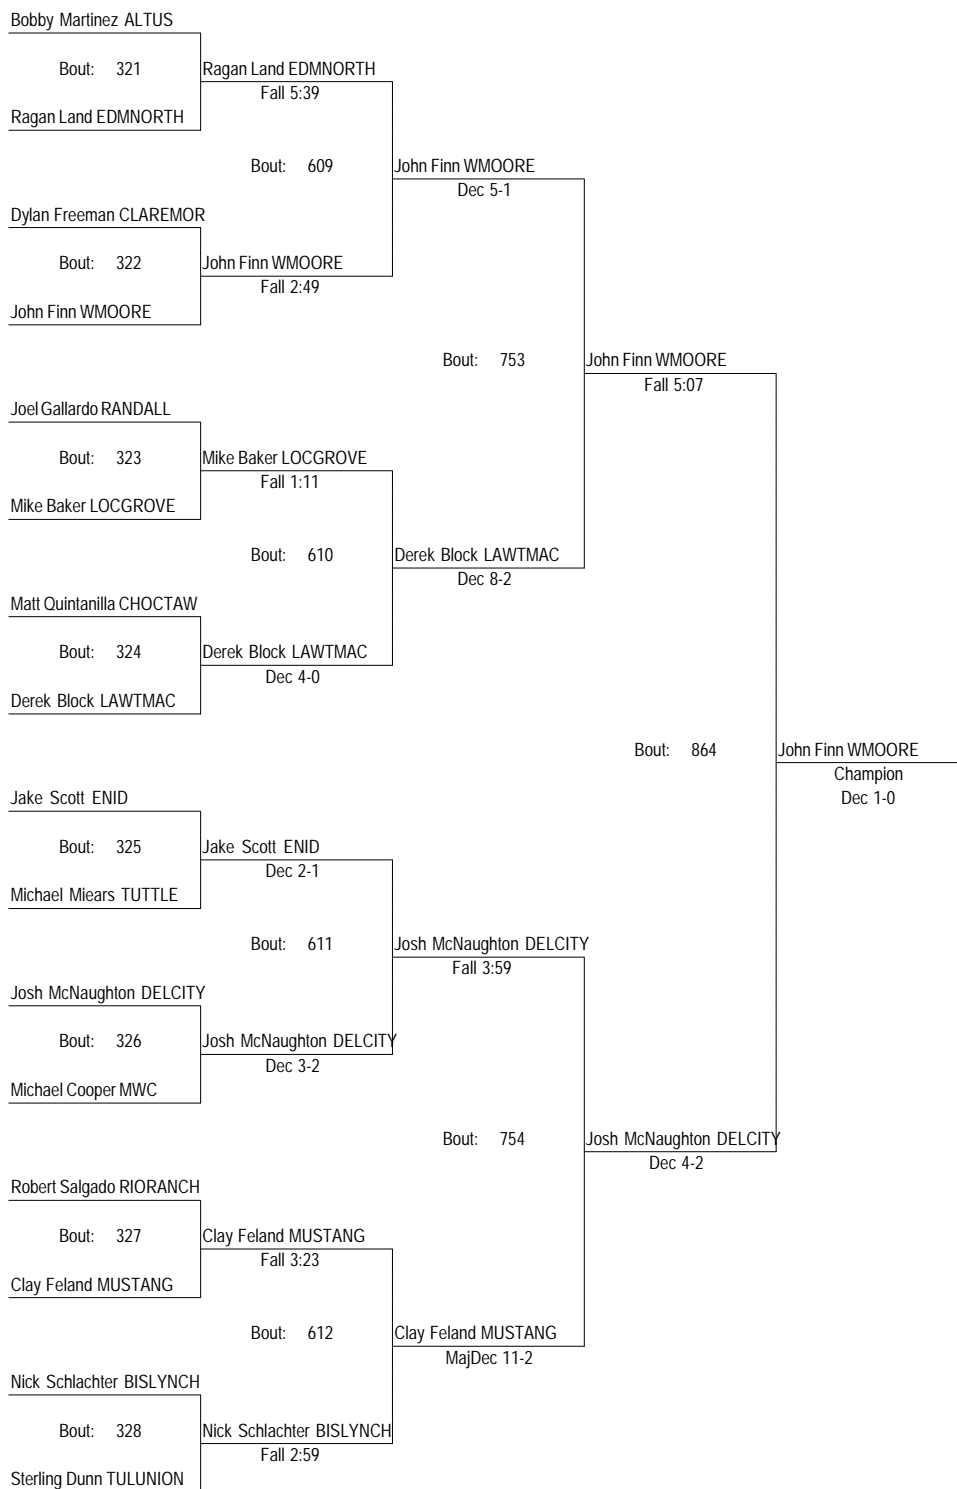 Bobby Martinez ALTUS
Bout: 321
Ragan Land EDMNORTH
Fall 5:39
Ragan Land EDMNORTH
Bout: 609
John Finn WMOORE
Dec 5-1
Dylan Freeman CLAREMOR
Bout: 322
John Finn WMOORE
Fall 2:49
John Finn WMOORE
Bout: 753
John Finn WMOORE
Fall 5:07
Joel Gallardo RANDALL
Bout: 323
Mike Baker LOCGROVE
Fall 1:11
Mike Baker LOCGROVE
Bout: 610
Derek Block LAWTMAC
Dec 8-2
Matt Quintanilla CHOCTAW
Bout: 324
Derek Block LAWTMAC
Dec 4-0
Derek Block LAWTMAC
Bout: 864
John Finn WMOORE
Champion
Dec 1-0
Jake Scott ENID
Bout: 325
Jake Scott ENID
Dec 2-1
Michael Miears TUTTLE
Bout: 611
Josh McNaughton DELCITY
Fall 3:59
Josh McNaughton DELCITY
Bout: 326
Josh McNaughton DELCITY
Dec 3-2
Michael Cooper MWC
Bout: 754
Josh McNaughton DELCITY
Dec 4-2
Robert Salgado RIORANCH
Bout: 327
Clay Feland MUSTANG
Fall 3:23
Clay Feland MUSTANG
Bout: 612
Clay Feland MUSTANG
MajDec 11-2
Nick Schlachter BISLYNCH
Bout: 328
Nick Schlachter BISLYNCH
Fall 2:59
Sterling Dunn TULUNION